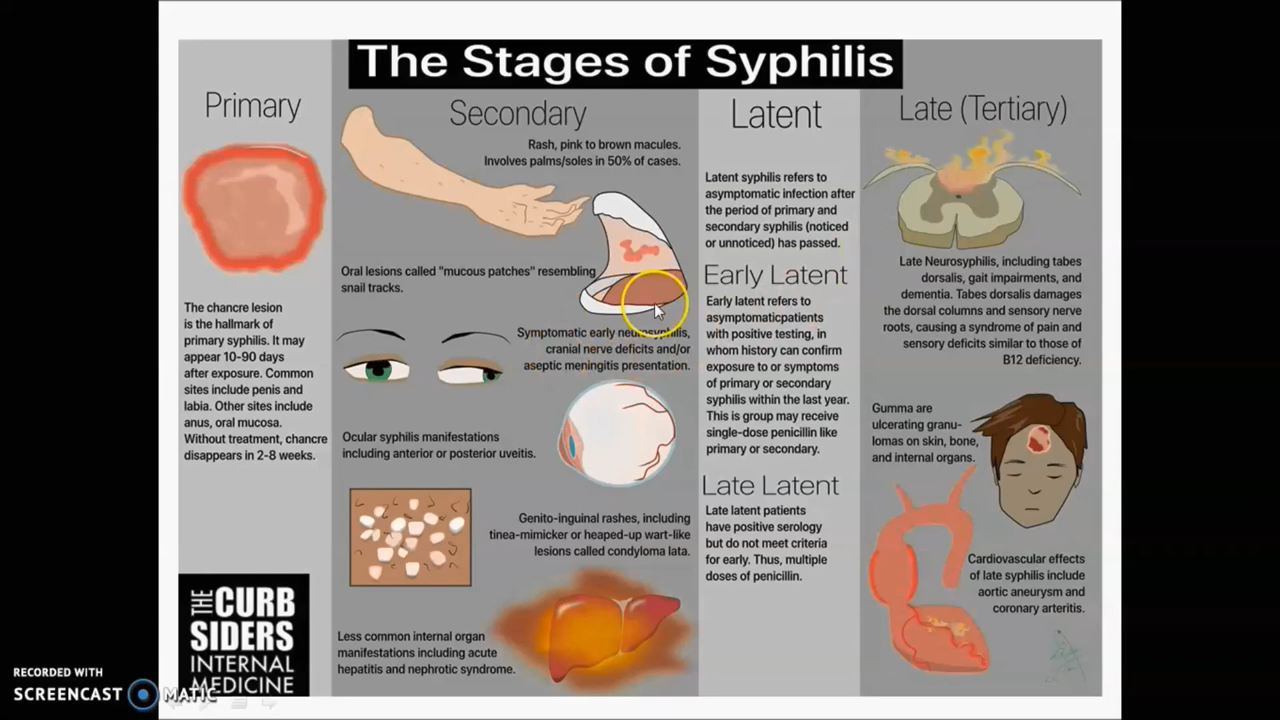 The Stages of Syphilis
Primary
The chancre lesion
is the hallmark of
primary syphilis. It may
appear 10-90 days
after exposure. Common
sites include penis and
labia. Other sites include
anus, oral mucosa.
Without treatment, chancre
disappears in 2-8 weeks.
Secondary
Rash, pink to brown macules.
Involves palms/soles in 50% of cases.
Oral lesions called "mucous patches" resembling
snail tracks.
Symptomatic early neurosyphilis,
cranial nerve deficits and/or
aseptic meningitis presentation.
Ocular syphilis manifestations
including anterior or posterior uveitis.
Genito-inguinal rashes, including
tinea-mimicker or heaped-up wart-like
lesions called condyloma lata.
Less common internal organ
manifestations including acute
hepatitis and nephrotic syndrome.
Latent
Latent syphilis refers to
asymptomatic infection after
the period of primary and
secondary syphilis (noticed
or unnoticed) has passed.
Early Latent
Early latent refers to
asymptomaticpatients
with positive testing, in
whom history can confirm
exposure to or symptoms
of primary or secondary
syphilis within the last year.
This is group may receive
single-dose penicillin like
primary or secondary.
Late Latent
Late latent patients
have positive serology
but do not meet criteria
for early. Thus, multiple
doses of penicillin.
Late (Tertiary)
Late Neurosyphilis, including tabes
dorsalis, gait impairments, and
dementia. Tabes dorsalis damages
the dorsal columns and sensory nerve
roots, causing a syndrome of pain and
sensory deficits similar to those of
B12 deficiency.
Gumma are
ulcerating granu-
lomas on skin, bone,
and internal organs.
Cardiovascular effects
of late syphilis include
aortic aneurysm and
coronary arteritis.
THE CURB
SIDERS
INTERNAL
MEDICINE
RECORDED WITH
SCREENCAST MATIC